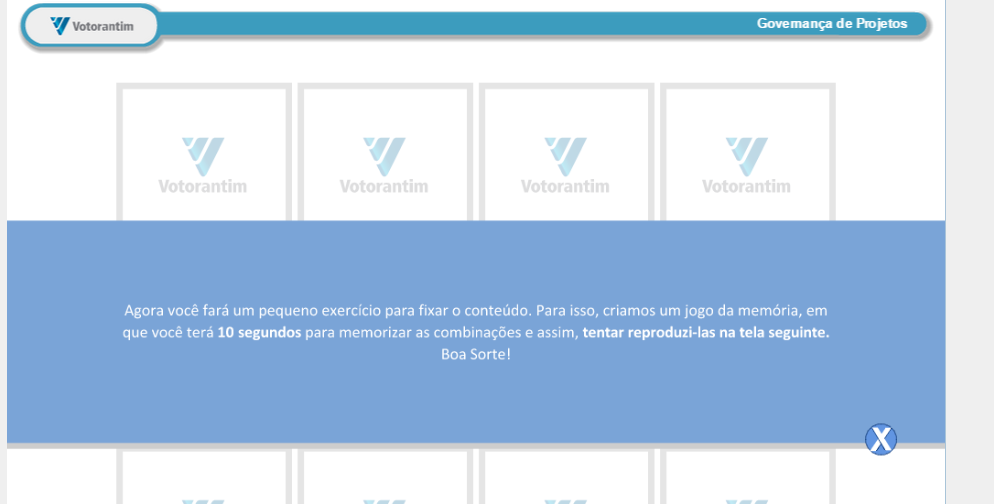 Votorantim
Governança de Projetos
Votorantim
Votorantim
Votorantim
Votorantim
Agora você fará um pequeno exercício para fixar o conteúdo. Para isso, criamos um jogo da memória, em
que você terá 10 segundos para memorizar as combinações e assim, tentar reproduzi-las na tela seguinte.
Boa Sorte!
X